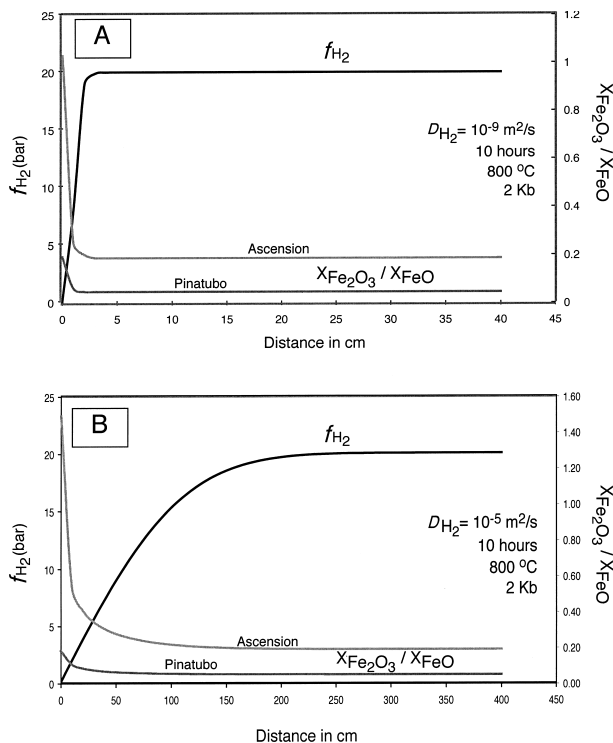 A
25
20
15
10
5
0
fH2(bar)
fH2
DH2= 10-9 m2/s
10 hours
800 oC
2 Kb
Ascension
Pinatubo
XFe2O3 / XFeO
1.2
1
0.8
0.6
0.4
0.2
0
XFe2O3 / XFeO
0 5 10 15 20 25 30 35 40 45
Distance in cm
B
25
20
15
10
5
0
fH2(bar)
fH2
DH2= 10-5 m2/s
10 hours
800 oC
2 Kb
Ascension
Pinatubo
XFe2O3 / XFeO
1.60
1.40
1.20
1.00
0.80
0.60
0.40
0.20
0.00
XFe2O3 / XFeO
0 50 100 150 200 250 300 350 400 450
Distance in cm